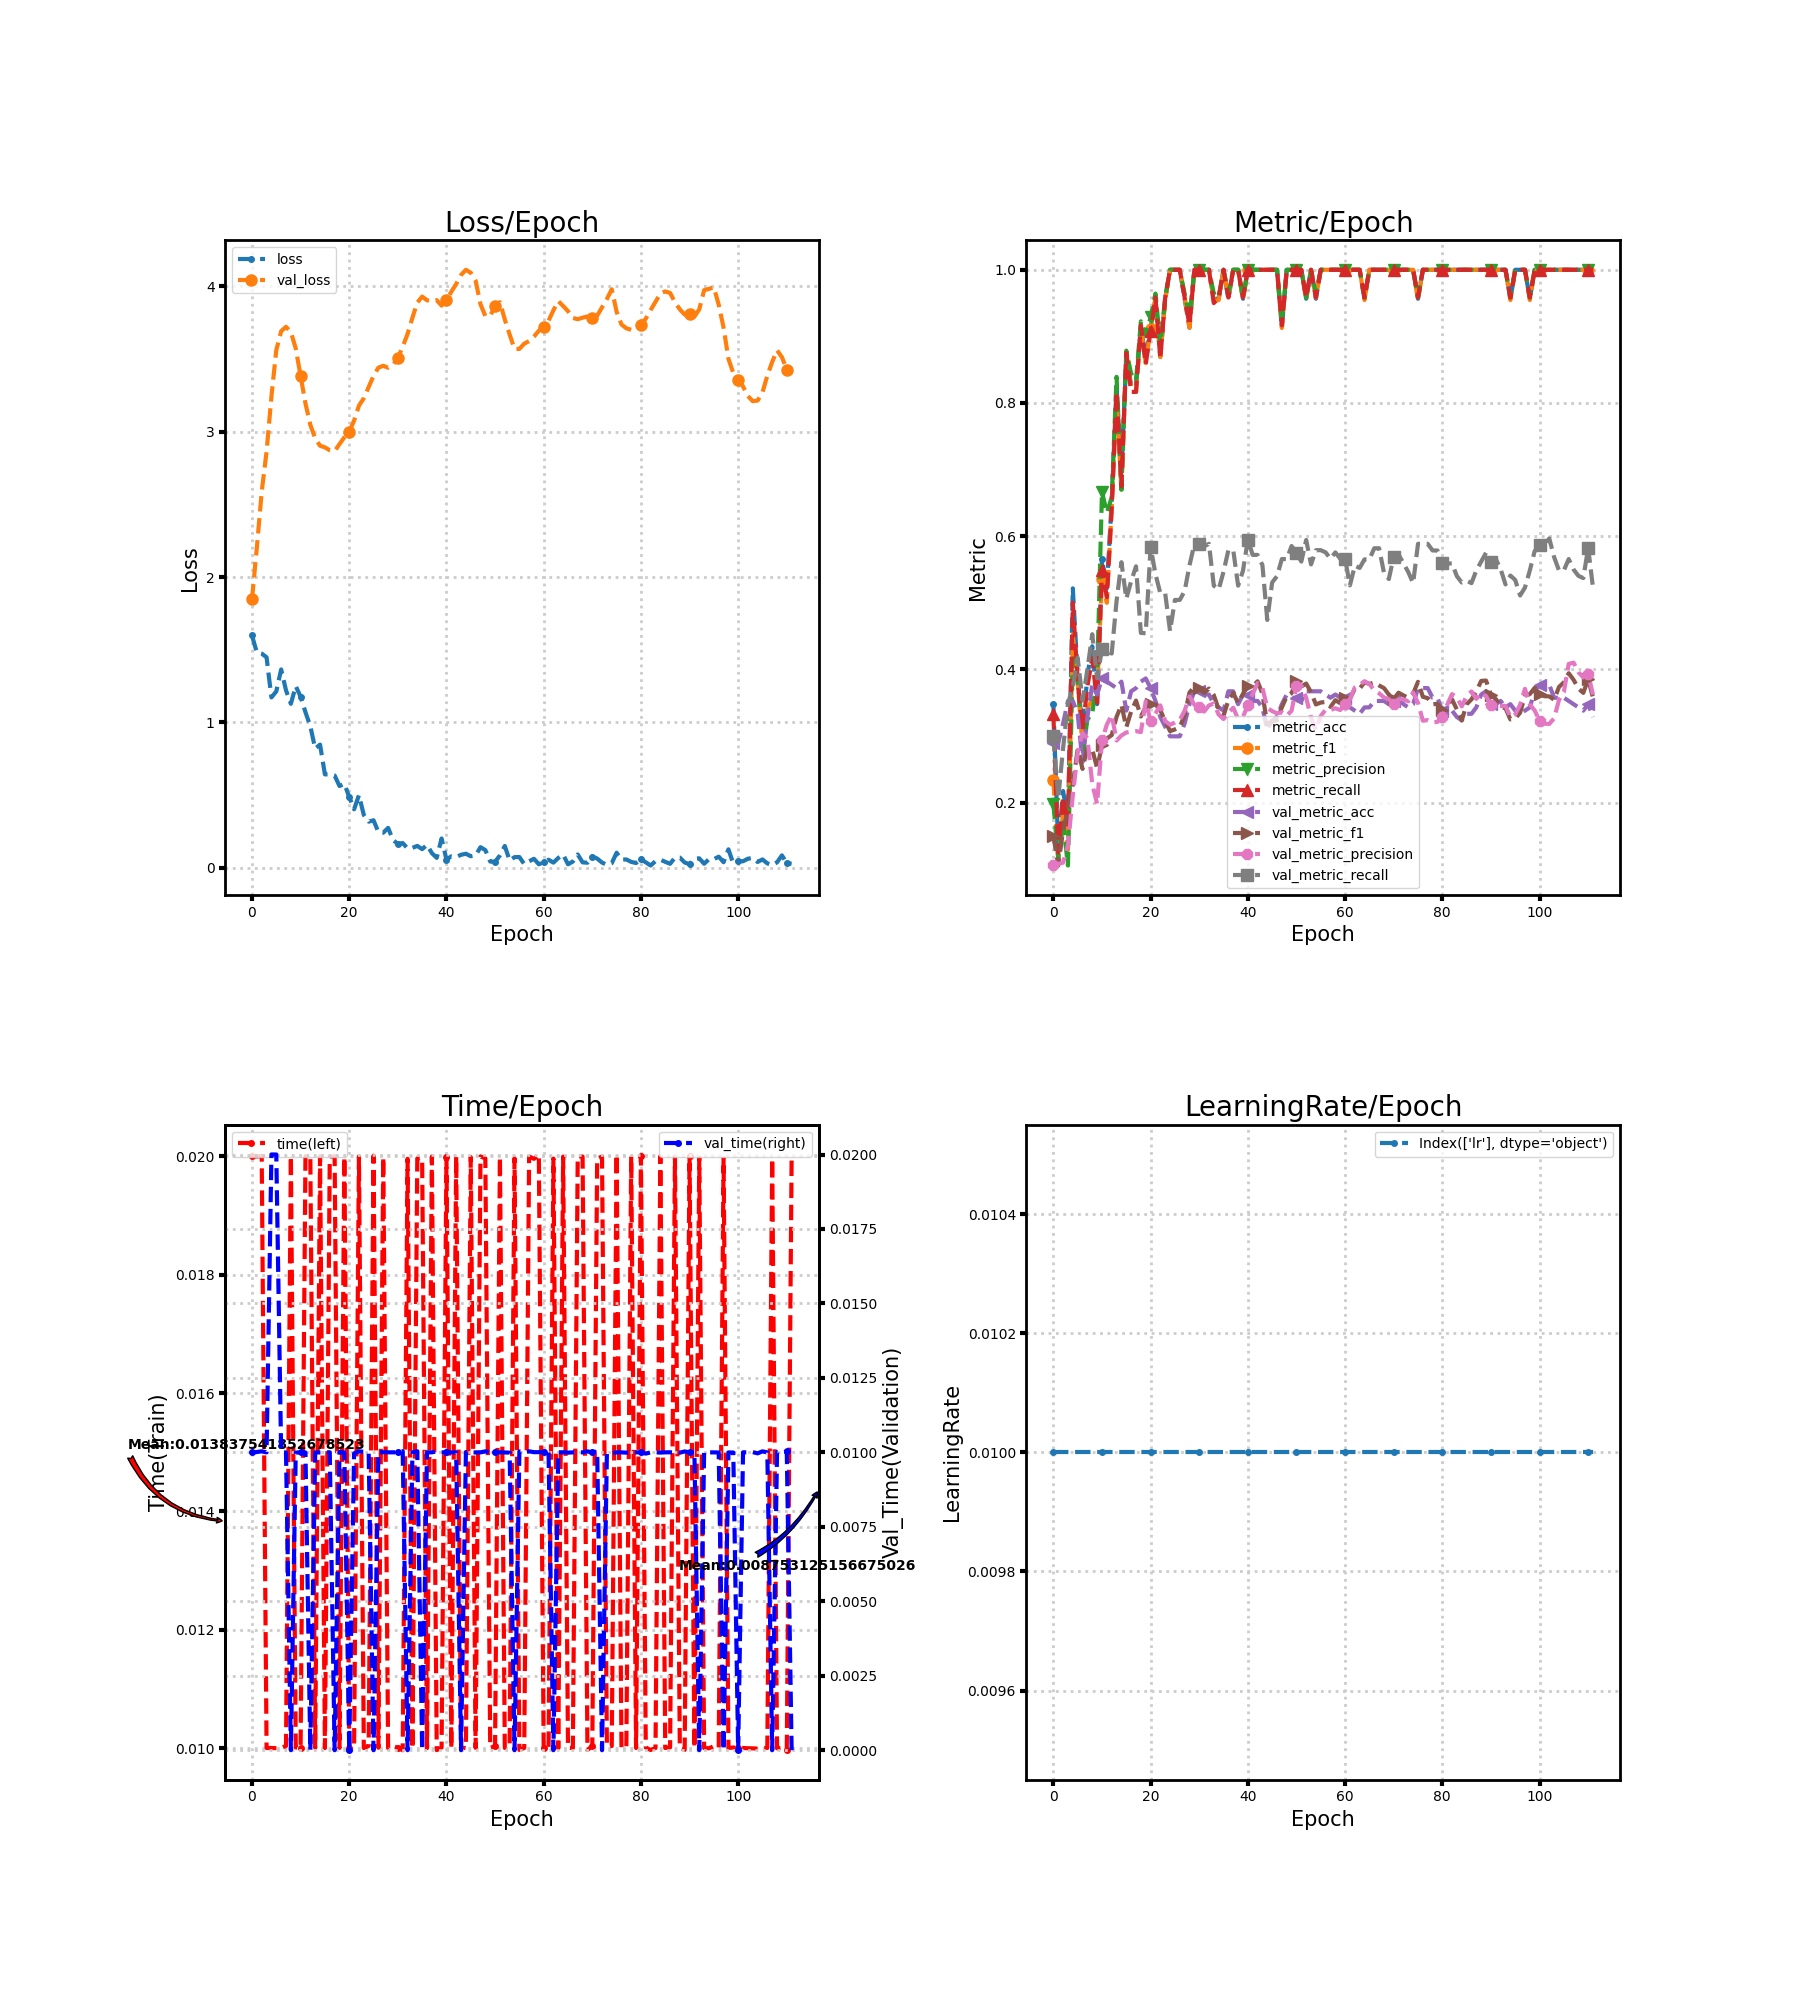 Loss/Epoch
loss
val_loss
4
3
2
1
0
Loss
0 20 40 60 80 100
Epoch
Metric/Epoch
1.0
0.8
0.6
0.4
0.2
Metric
metric_acc
metric_f1
metric_precision
metric_recall
val_metric_acc
val_metric_f1
val_metric_precision
val_metric_recall
0 20 40 60 80 100
Epoch
Time/Epoch
time(left)
val_time(right)
0.020
0.018
0.016
0.014
0.012
0.010
Time(Train)
Mean:0.013837541852678523
0.0200
0.0175
0.0150
0.0125
0.0100
0.0075
0.0050
0.0025
0.0000
Val_Time(Validation)
Mean:0.008753125156675026
0 20 40 60 80 100
Epoch
LearningRate/Epoch
Index(['lr'], dtype='object')
0.0104
0.0102
0.0100
0.0098
0.0096
LearningRate
0 20 40 60 80 100
Epoch